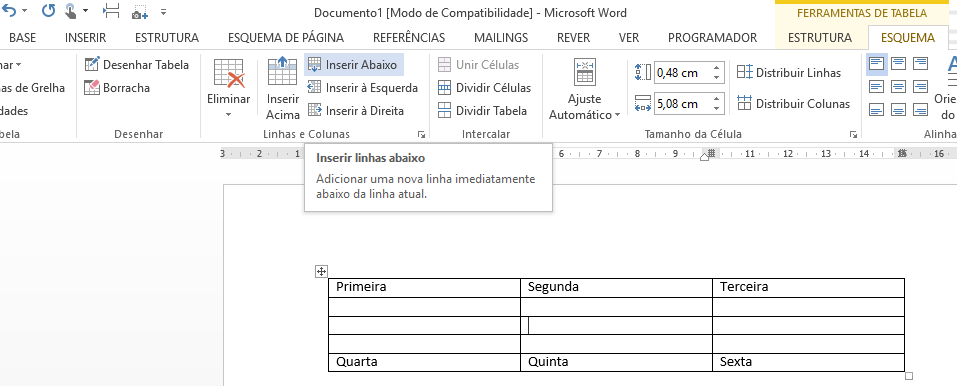 Documento1 [Modo de Compatibilidade] - Microsoft Word
FERRAMENTAS DE TABELA
BASE INSERIR ESTRUTURA ESQUEMA DE PÁGINA REFERÊNCIAS MAILINGS REVER VER PROGRAMADOR ESTRUTURA ESQUEMA
nar
as de Grelha
dades
bela
Desenhar Tabela
Borracha
Desenhar
Eliminar
Inserir
Acima
Inserir Abaixo
Inserir à Esquerda
Inserir à Direita
Linhas e Colunas
Unir Células
Dividir Células
Dividir Tabela
Intercalar
Ajuste
Automático
0,48 cm
5,08 cm
Distribuir Linhas
Distribuir Colunas
Tamanho da Célula
Orie
do
Alinha
3 2 1 6 7 8 9 11 12 13 14 16
Inserir linhas abaixo
Adicionar uma nova linha imediatamente
abaixo da linha atual.
Primeira Segunda Terceira
Quarta Quinta Sexta